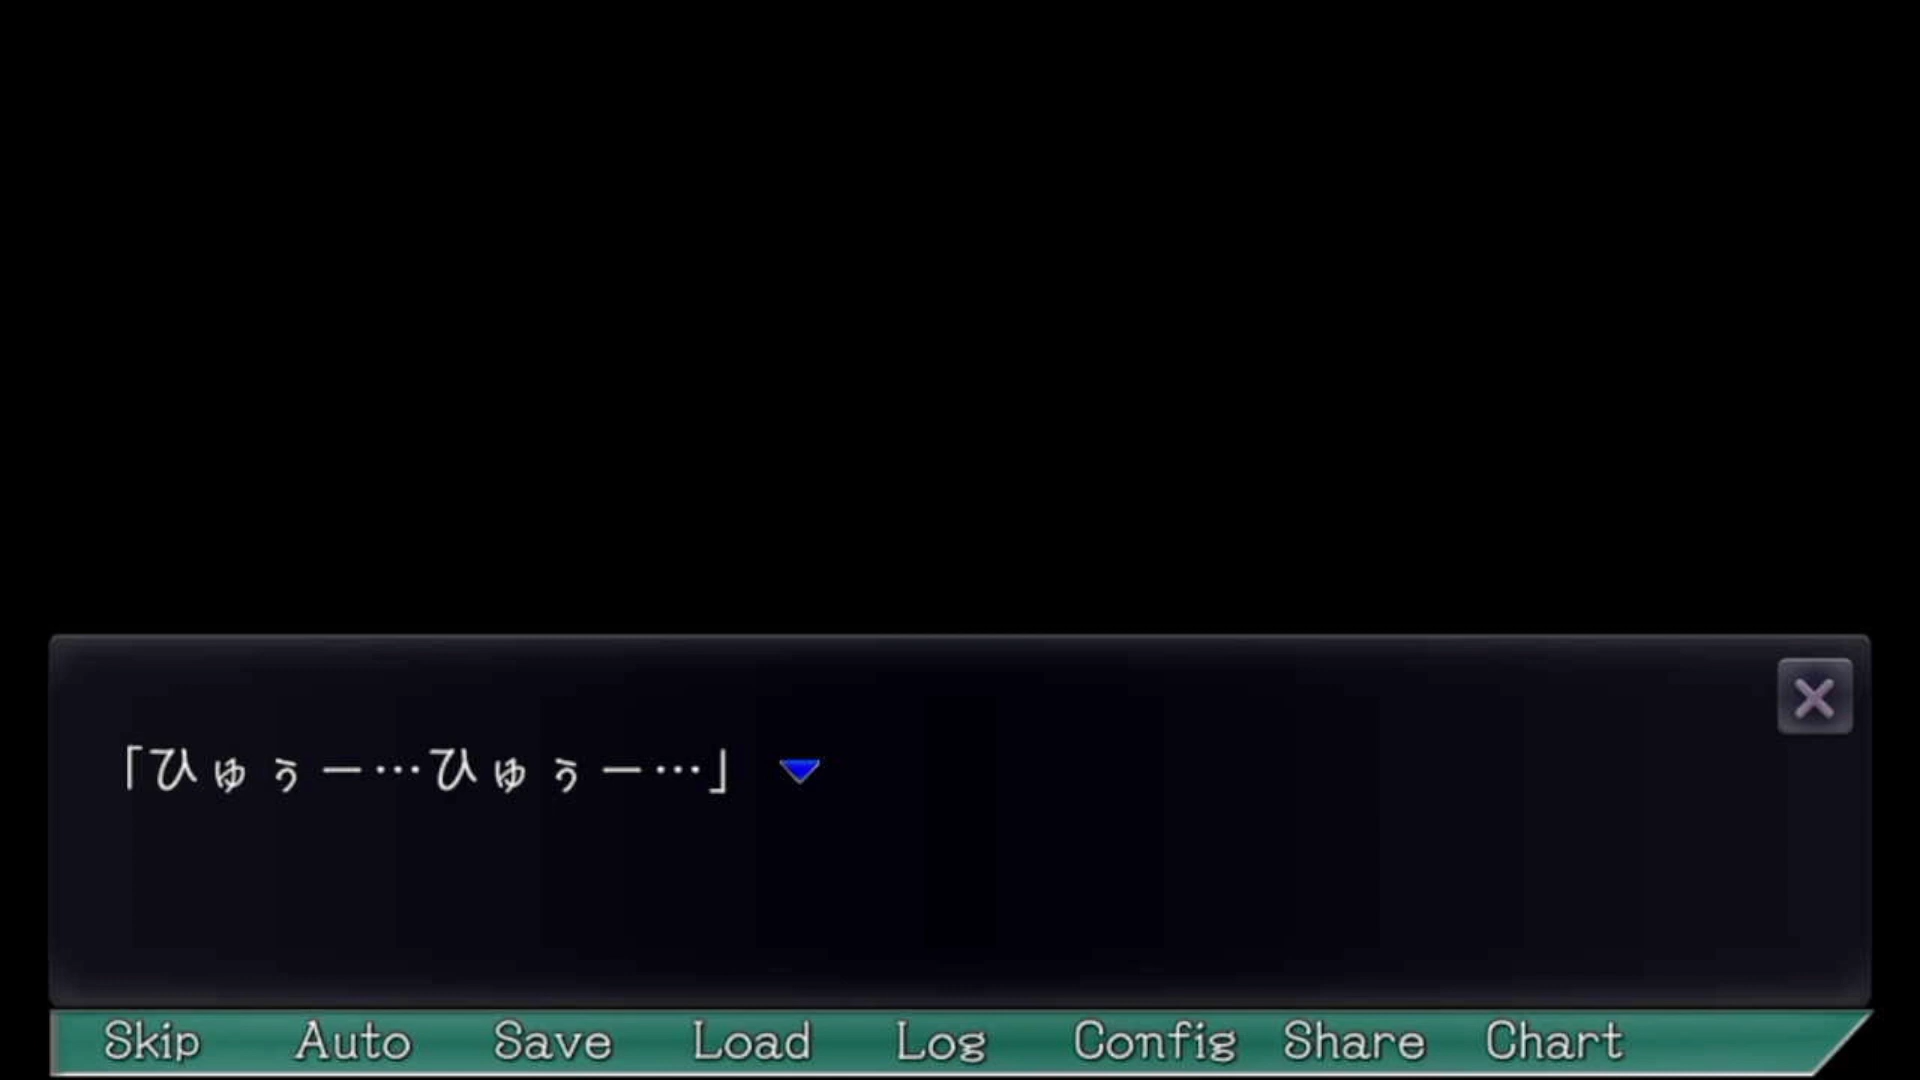 「ひゅぅー…ひゅぅー…」
Skip Auto Save Load Log Config Share Chart